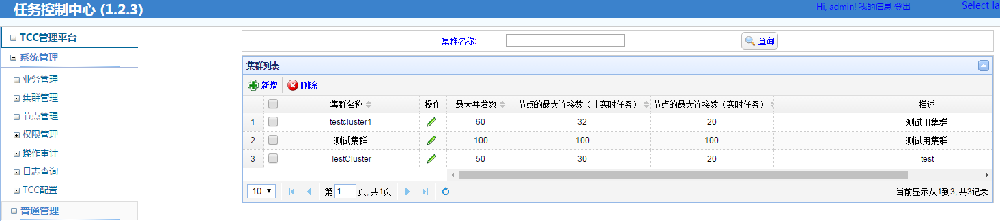 任务控制中心 (1.2.3)
Hi, admin! 我的信息 登出
Select la
TCC管理平台
系统管理
业务管理
集群管理
节点管理
权限管理
操作审计
日志查询
TCC配置
普通管理
集群名称:
查询
集群列表
新增 删除
集群名称 操作 最大并发数 节点的最大连接数（非实时任务） 节点的最大连接数（实时任务） 描述
1 testcluster1 60 32 20 测试用集群
2 测试集群 100 100 100 测试用集群
3 TestCluster 50 30 20 test
10 第 1 页, 共1页 当前显示从1到3, 共3记录